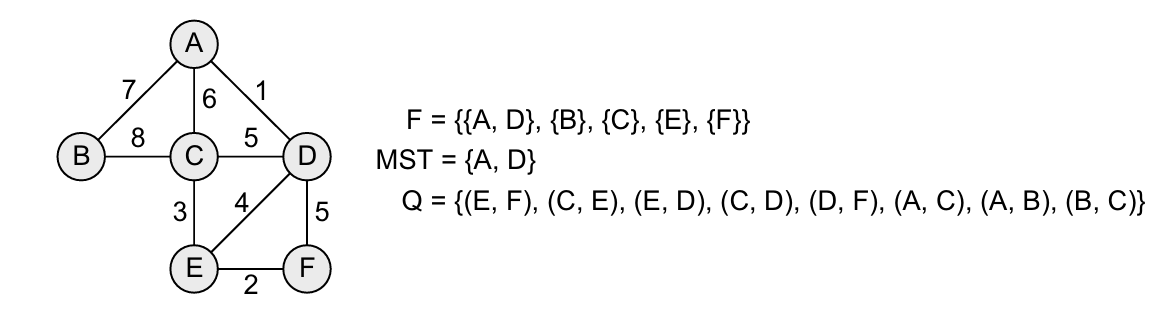 A
7
6
1
B
8
C
5
D
3
4
5
E
2
F
F = {{A, D}, {B}, {C}, {E}, {F}}
MST = {A, D}
Q = {(E, F), (C, E), (E, D), (C, D), (D, F), (A, C), (A, B), (B, C)}